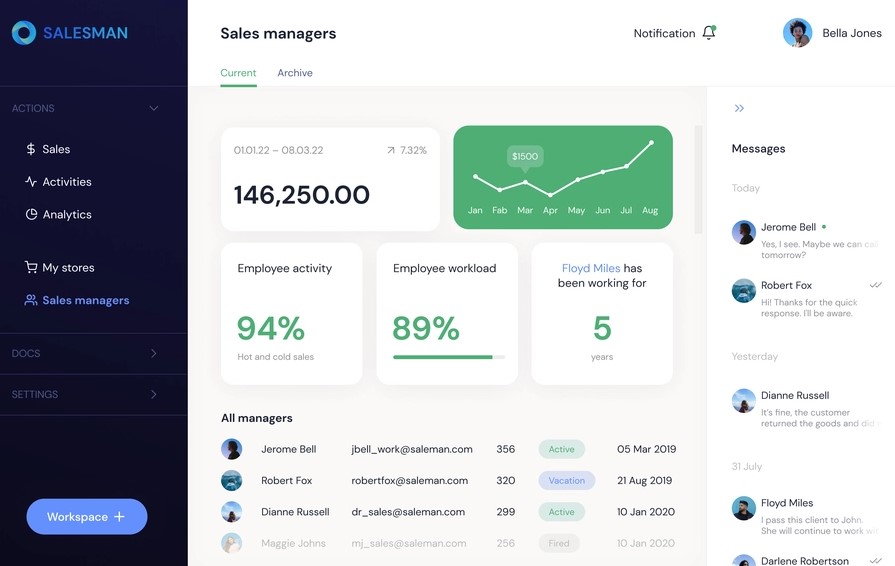 SALESMAN
ACTIONS
Sales
Activities
Analytics
My stores
Sales managers
DOCS
SETTINGS
Workspace
Sales managers
Notification
Bella Jones
Current Archive
01.01.22 – 08.03.22 7.32%
146,250.00
$1500
Jan Fab Mar Apr May Jun Jul Aug
Employee activity
94%
Hot and cold sales
Employee workload
89%
Floyd Miles has
been working for
5
years
All managers
Jerome Bell jbell_work@saleman.com 356 Active 05 Mar 2019
Robert Fox robertfox@saleman.com 320 Vacation 21 Aug 2019
Dianne Russell dr_sales@saleman.com 299 Active 10 Jan 2020
Maggie Johns mj_sales@saleman.com 256 Fired 10 Jan 2020
Messages
Today
Jerome Bell
Yes, I see. Maybe we can call
tomorrow?
Robert Fox
Hi! Thanks for the quick
response. I'll be aware.
Yesterday
Dianne Russell
It's fine, the customer
returned the goods and did
31 July
Floyd Miles
I pass this client to John.
She will continue to work
Darlene Robertson